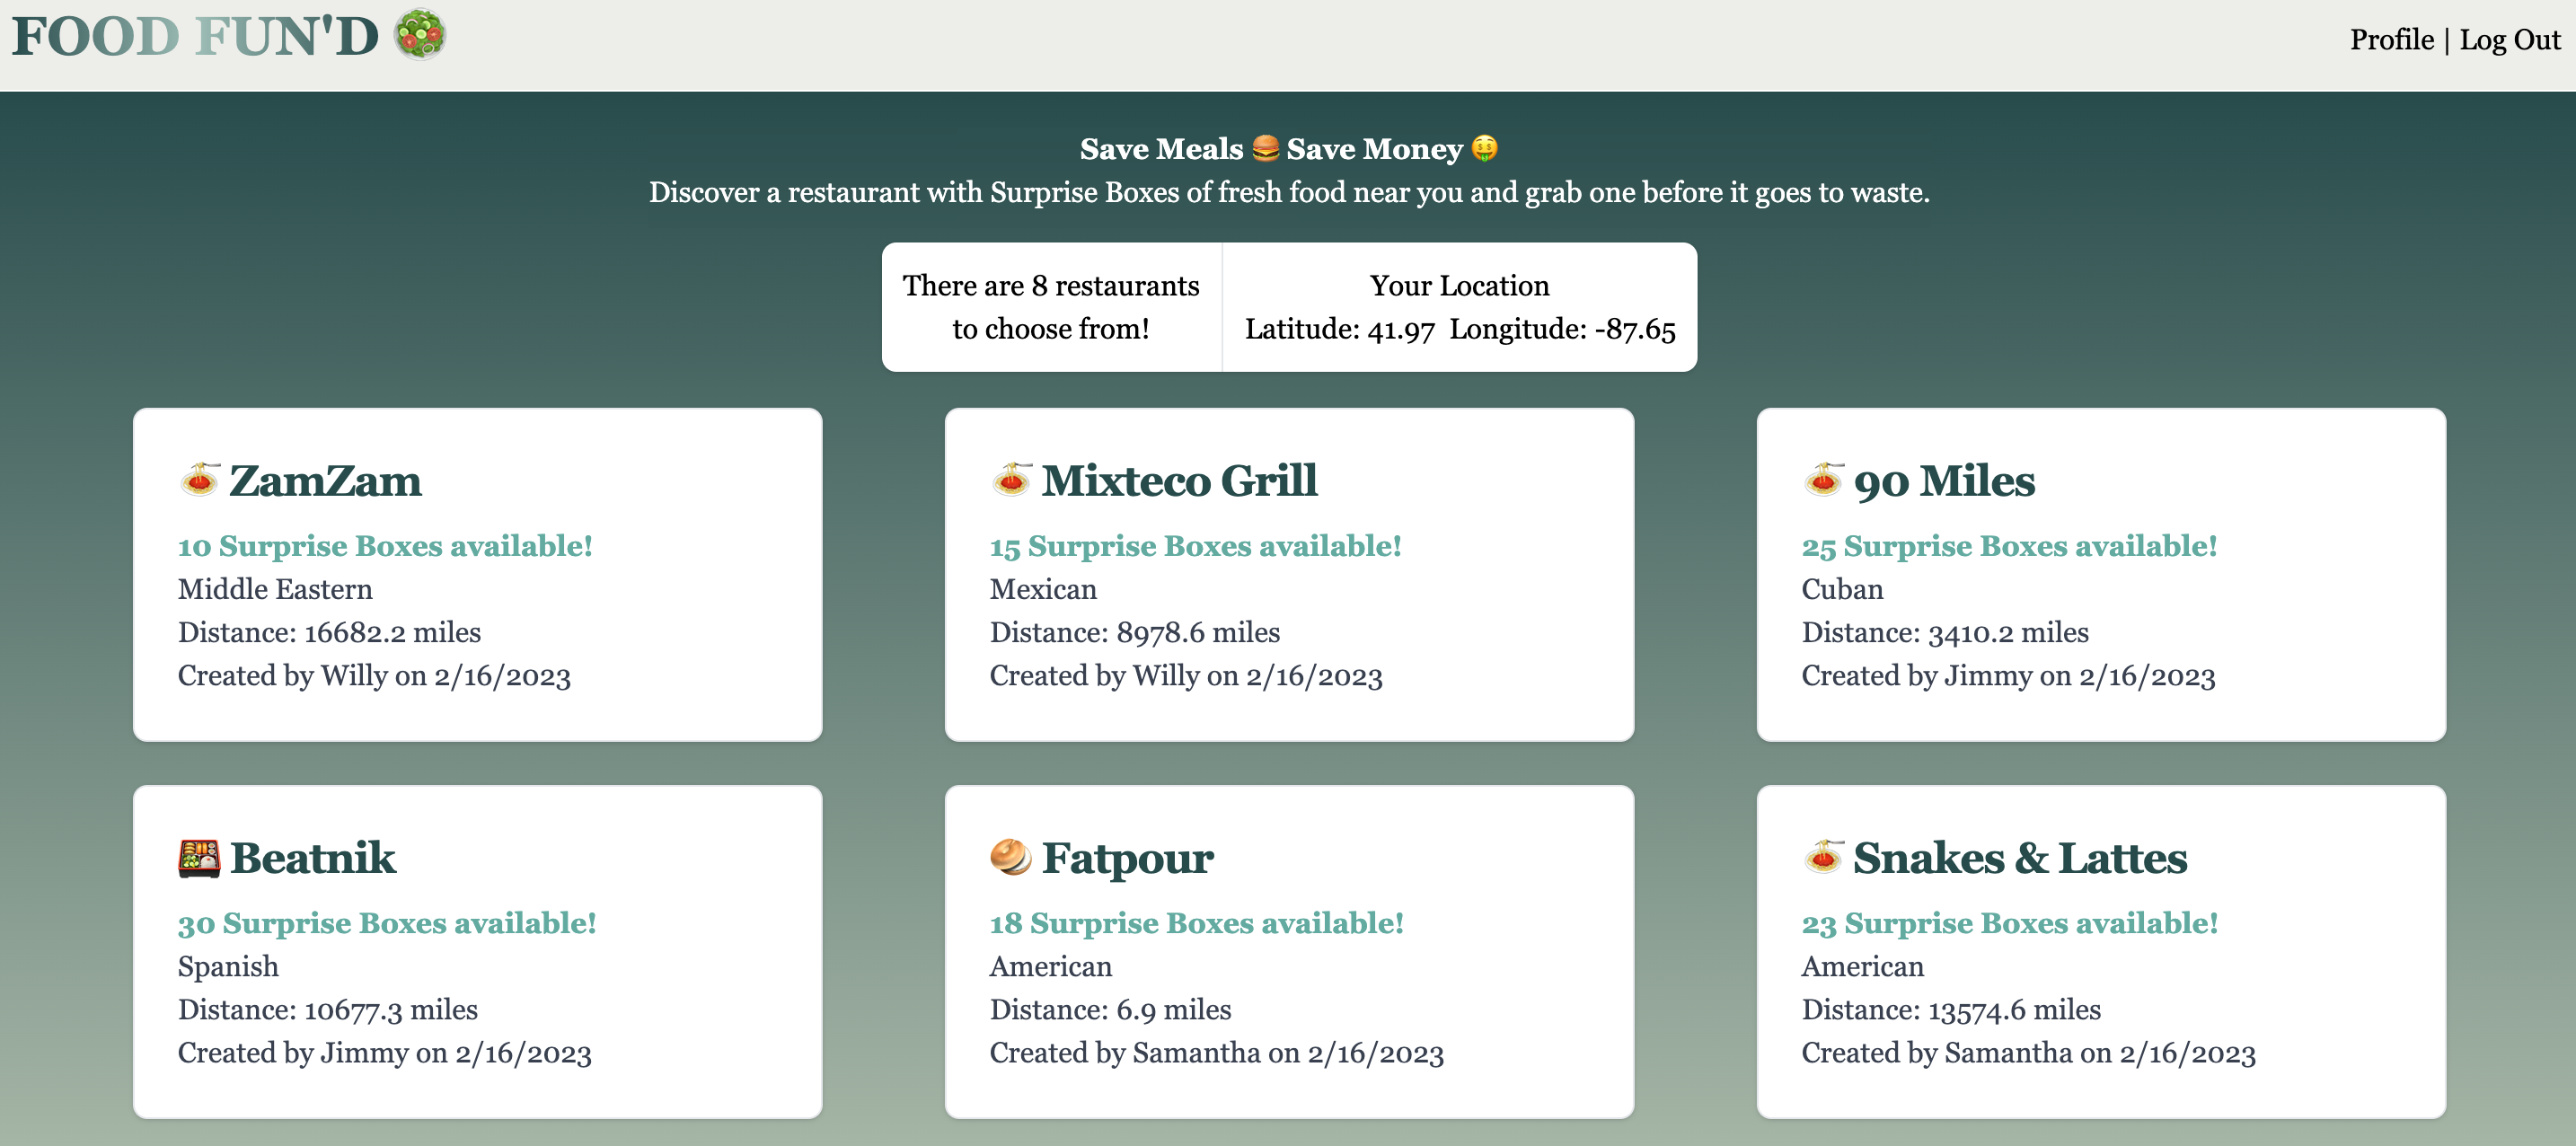 FOOD FUN'D
Profile | Log Out
Save Meals 🍔 Save Money 🤑
Discover a restaurant with Surprise Boxes of fresh food near you and grab one before it goes to waste.
There are 8 restaurants
to choose from!
Your Location
Latitude: 41.97 Longitude: -87.65
ZamZam
10 Surprise Boxes available!
Middle Eastern
Distance: 16682.2 miles
Created by Willy on 2/16/2023
Mixteco Grill
15 Surprise Boxes available!
Mexican
Distance: 8978.6 miles
Created by Willy on 2/16/2023
90 Miles
25 Surprise Boxes available!
Cuban
Distance: 3410.2 miles
Created by Jimmy on 2/16/2023
Beatnik
30 Surprise Boxes available!
Spanish
Distance: 10677.3 miles
Created by Jimmy on 2/16/2023
Fatpour
18 Surprise Boxes available!
American
Distance: 6.9 miles
Created by Samantha on 2/16/2023
Snakes & Lattes
23 Surprise Boxes available!
American
Distance: 13574.6 miles
Created by Samantha on 2/16/2023